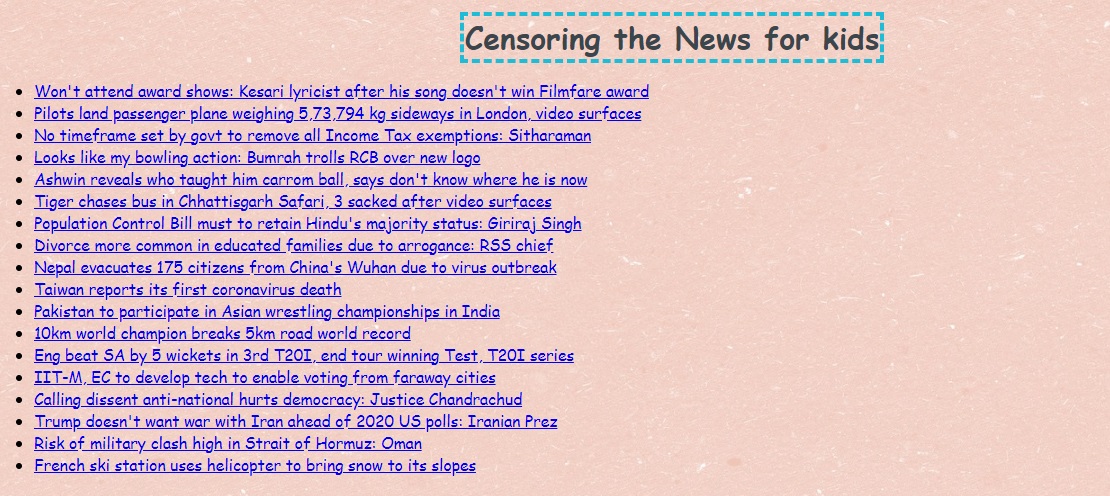 Censoring the News for kids
Won't attend award shows: Kesari lyricist after his song doesn't win Filmfare award
Pilots land passenger plane weighing 5,73,794 kg sideways in London, video surfaces
No timeframe set by govt to remove all Income Tax exemptions: Sitharaman
Looks like my bowling action: Bumrah trolls RCB over new logo
Ashwin reveals who taught him carrom ball, says don't know where he is now
Tiger chases bus in Chhattisgarh Safari, 3 sacked after video surfaces
Population Control Bill must to retain Hindu's majority status: Giriraj Singh
Divorce more common in educated families due to arrogance: RSS chief
Nepal evacuates 175 citizens from China's Wuhan due to virus outbreak
Taiwan reports its first coronavirus death
Pakistan to participate in Asian wrestling championships in India
10km world champion breaks 5km road world record
Eng beat SA by 5 wickets in 3rd T20I, end tour winning Test, T20I series
IIT-M, EC to develop tech to enable voting from faraway cities
Calling dissent anti-national hurts democracy: Justice Chandrachud
Trump doesn't want war with Iran ahead of 2020 US polls: Iranian Prez
Risk of military clash high in Strait of Hormuz: Oman
French ski station uses helicopter to bring snow to its slopes